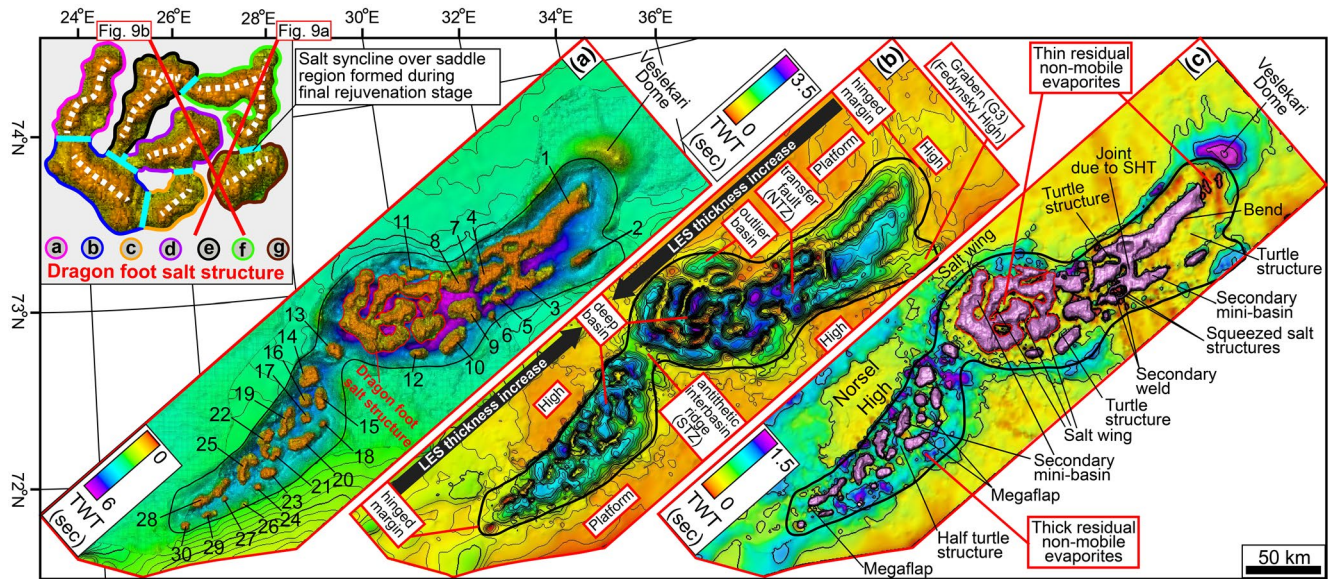 24°E
26°E
28°E
30°E
32°E
34°E
36°E
Fig. 9b
Fig. 9a
Salt syncline over saddle
region formed during
final rejuvenation stage
a b c d e f g
Dragon foot salt structure
74°N
73°N
72°N
(a)
Veslekari
Dome
1
2
3
4
7
8
11
5
6
9
10
12
13
14
16
17
19
22
25
15
18
20
21
23
24
26
27
28
29
30
Dragon foot
salt structure
0
6
TWT
(sec)
(b)
3.5
0
TWT
(sec)
hinged
margin
Graben (G3)
(Fedynsky High)
High
Platform
transfer
fault
(NTZ)
outlier
basin
LES thickness increase
deep
basin
High
antithetic
interbasin
ridge
(STZ)
LES thickness increase
High
Platform
hinged
margin
(c)
Thin residual
non-mobile
evaporites
Veslekari
Dome
Joint
due to SHT
Turtle
structure
Bend
Turtle
structure
Salt wing
Secondary
mini-basin
Squeezed salt
structures
Secondary
weld
Turtle
structure
Salt wing
Secondary
mini-basin
Megaflap
Norsel
High
Thick residual
non-mobile
evaporites
Half turtle
structure
Megaflap
1.5
0
TWT
(sec)
50 km